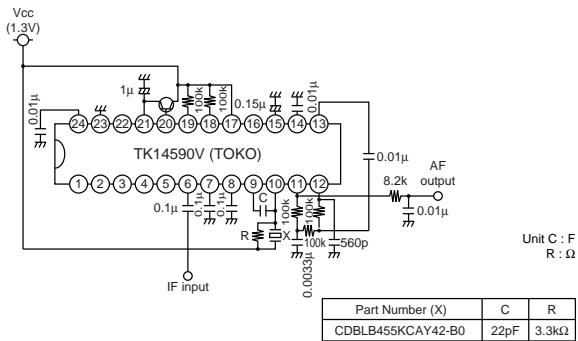 Vcc
(1.3V)
1μ
100k
100k
0.15μ
0.01μ
0.01μ
24 23 22 21 20 19 18 17 16 15 14 13
TK14590V (TOKO)
1 2 3 4 5 6 7 8 9 10 11 12
0.01μ
AF
output
8.2k
0.01μ
0.1μ
0.1μ
0.1μ
C
R
X
100k
100k
100k
560p
0.0033μ
IF input
Unit C : F
R : Ω
Part Number (X) C R
CDBLB455KCAY42-B0 22pF 3.3kΩ